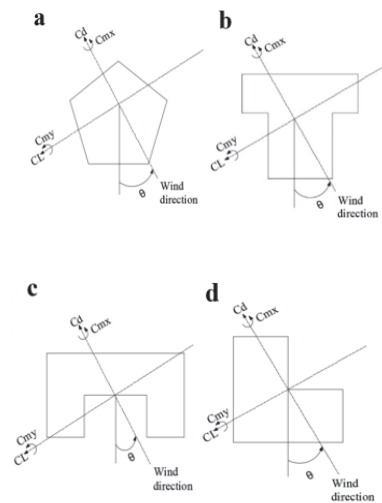 a
Cd
Cmx
Cmy
CL
θ
Wind
direction
b
Cd
Cmx
Cmy
CL
θ
Wind
direction
c
Cd
Cmx
Cmy
CL
θ
Wind
direction
d
Cd
Cmx
Cmy
CL
θ
Wind
direction